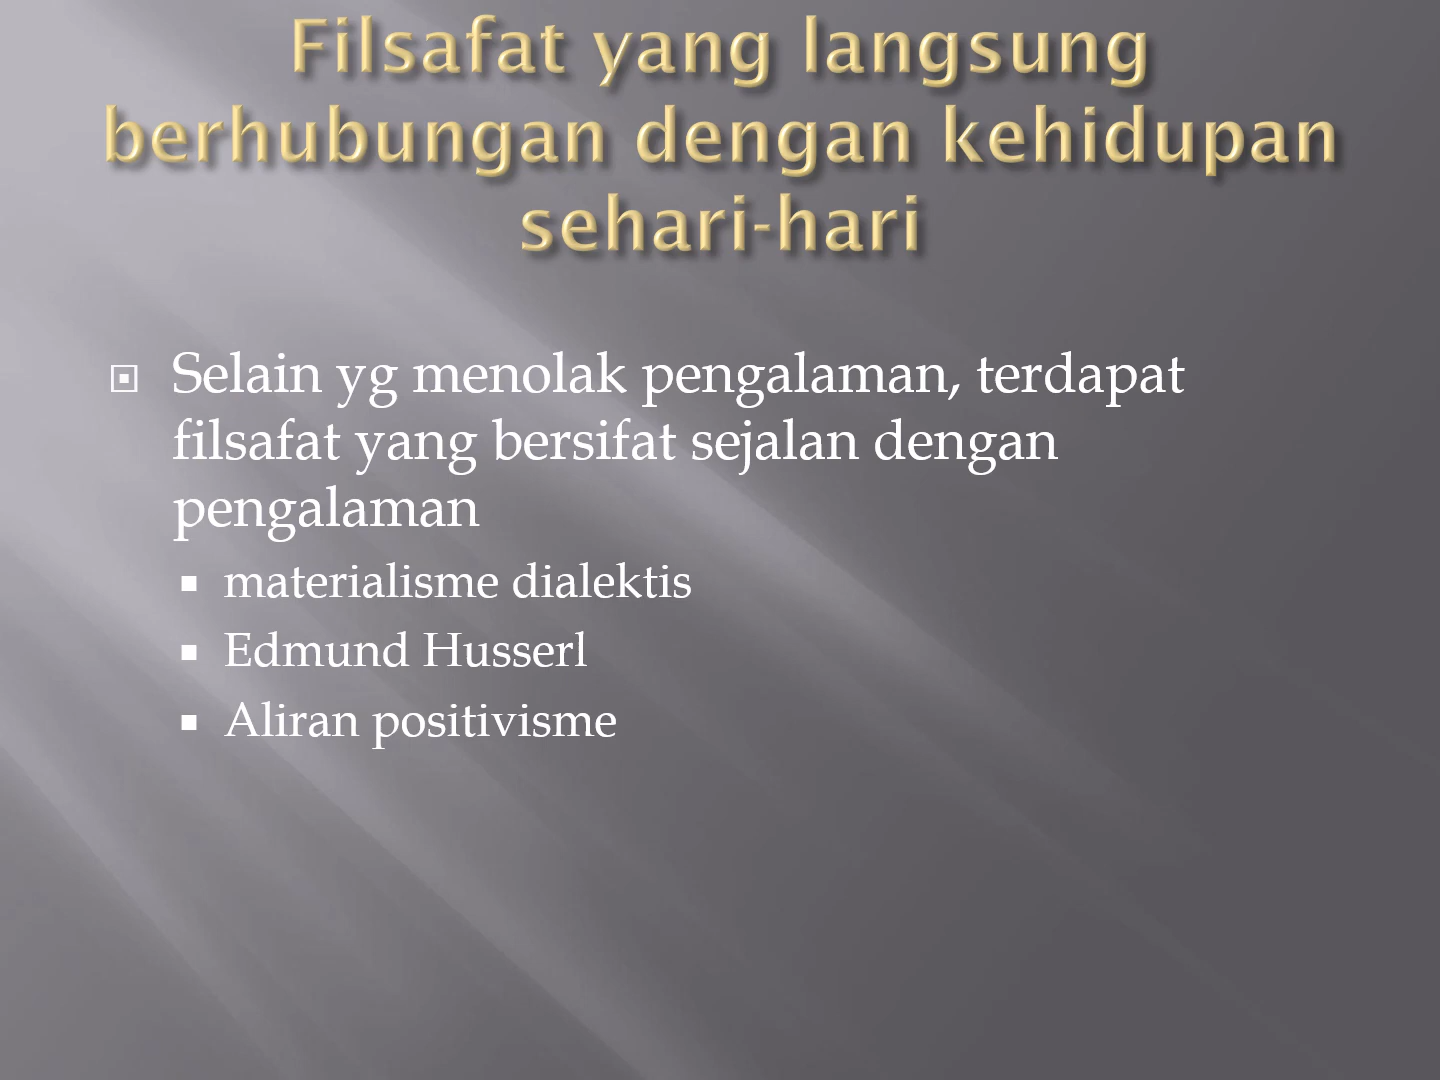 Filsafat yang langsung
berhubungan dengan kehidupan
sehari-hari
Selain yg menolak pengalaman, terdapat
filsafat yang bersifat sejalan dengan
pengalaman
materialisme dialektis
Edmund Husserl
Aliran positivisme